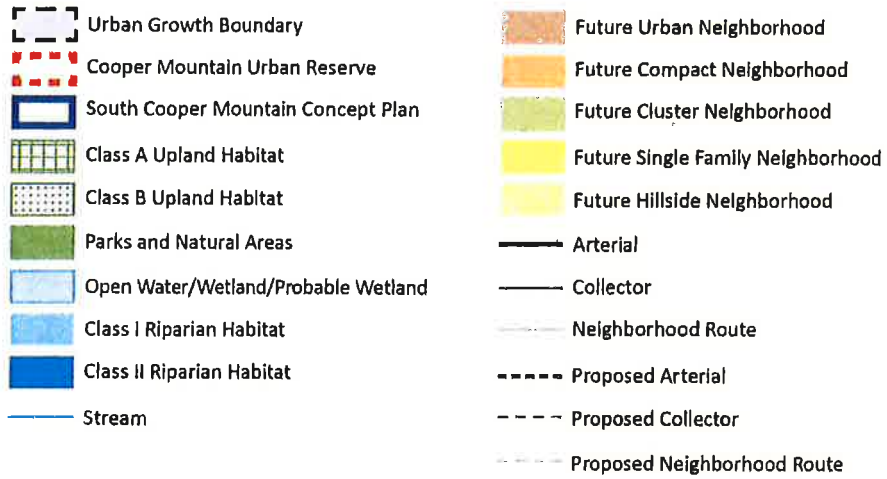 Urban Growth Boundary
Cooper Mountain Urban Reserve
South Cooper Mountain Concept Plan
Class A Upland Habitat
Class B Upland Habitat
Parks and Natural Areas
Open Water/Wetland/Probable Wetland
Class I Riparian Habitat
Class II Riparian Habitat
Stream
Future Urban Neighborhood
Future Compact Neighborhood
Future Cluster Neighborhood
Future Single Family Neighborhood
Future Hillside Neighborhood
Arterial
Collector
Neighborhood Route
Proposed Arterial
Proposed Collector
Proposed Neighborhood Route